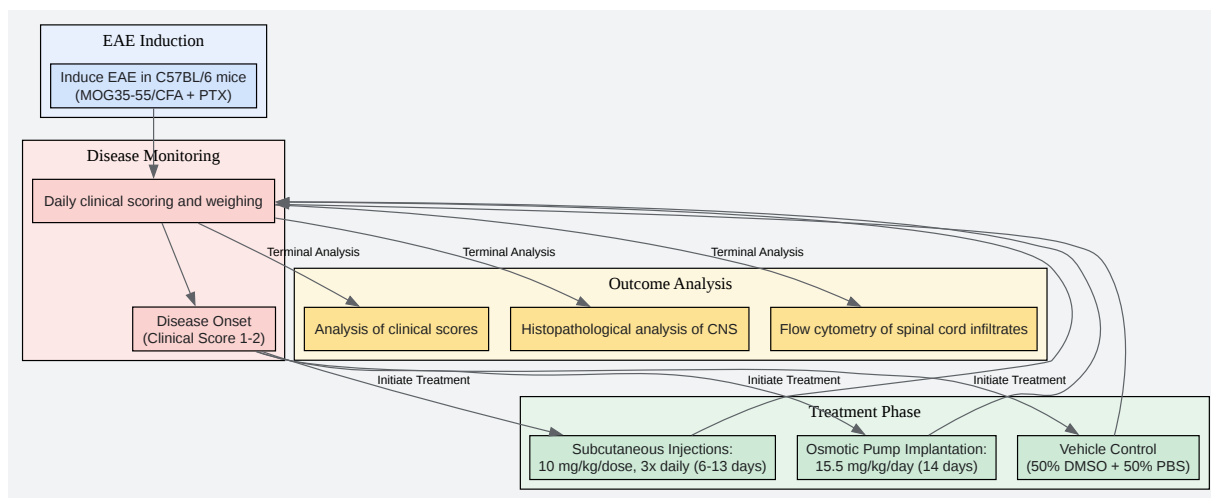 EAE Induction
Induce EAE in C57BL/6 mice
(MOG35-55/CFA + PTX)
Disease Monitoring
Daily clinical scoring and weighing
Terminal Analysis
Terminal Analysis
Terminal Analysis
Outcome Analysis
Disease Onset
(Clinical Score 1-2)
Analysis of clinical scores
Histopathological analysis of CNS
Flow cytometry of spinal cord infiltrates
Initiate Treatment
Initiate Treatment
Initiate Treatment
Treatment Phase
Subcutaneous Injections:
10 mg/kg/dose, 3x daily (6-13 days)
Osmotic Pump Implantation:
15.5 mg/kg/day (14 days)
Vehicle Control
(50% DMSO + 50% PBS)